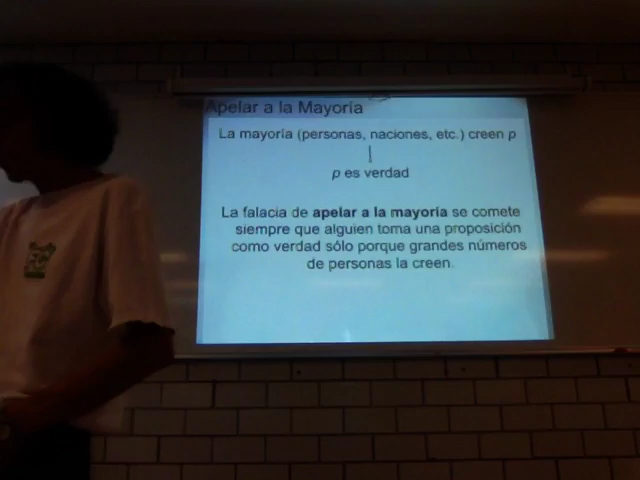 Apelar a la Mayoría
La mayoría (personas, naciones, etc.) creen p
p es verdad
La falacia de apelar a la mayoría se comete
siempre que alguien toma una proposición
como verdad sólo porque grandes números
de personas la creen.